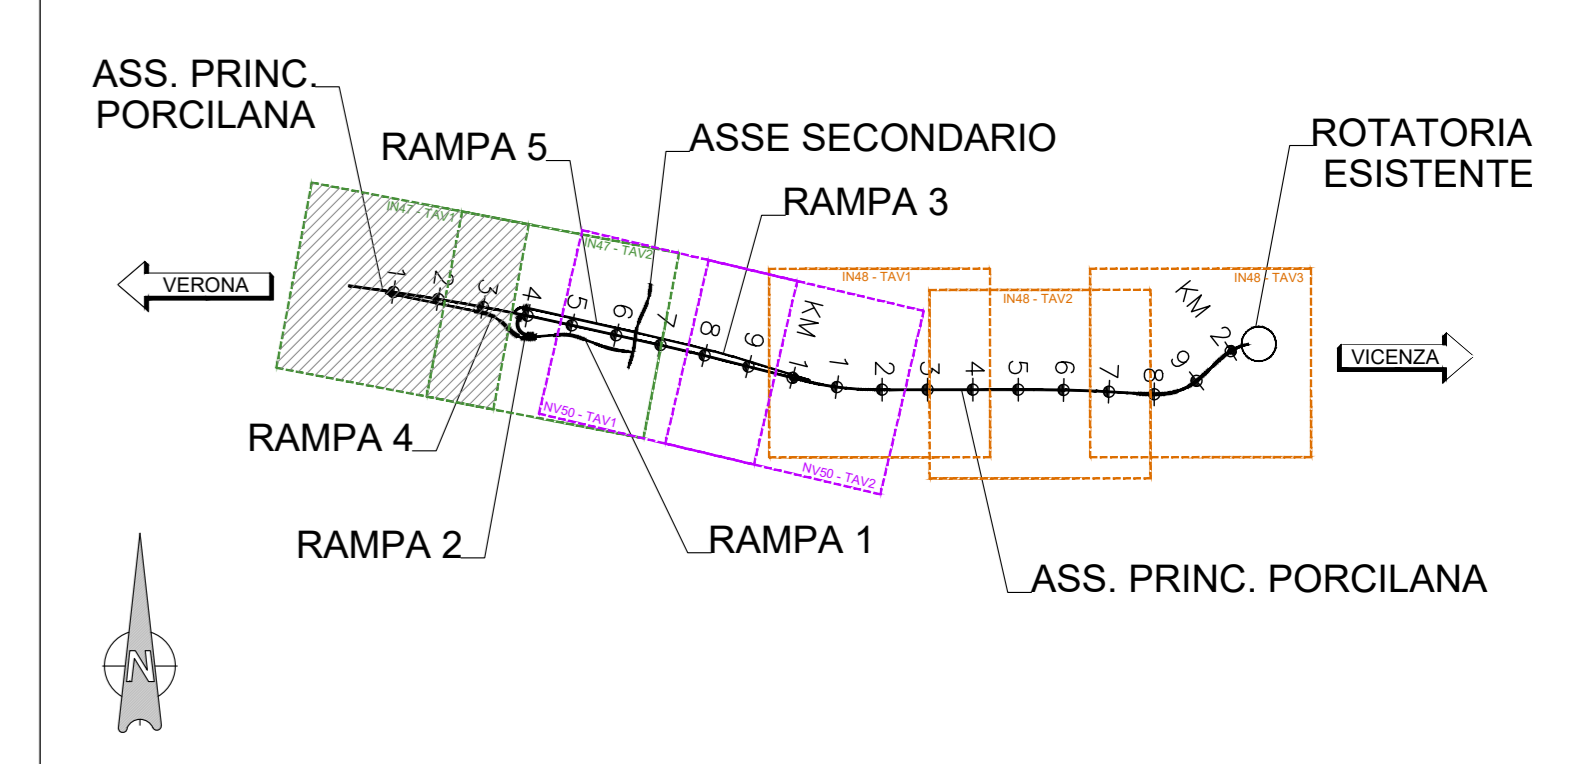 ASS. PRINC.
PORCILANA
RAMPA 5
ASSE SECONDARIO
ROTATORIA
ESISTENTE
RAMPA 3
IN47 - TAV1
IN47 - TAV2
IN48 - TAV1
IN48 - TAV2
IN48 - TAV3
VERONA
VICENZA
1
2
3
4
5
6
7
8
9
KM 1
1
2
3
4
5
6
7
8
9
KM 2
NV50 - TAV1
NV50 - TAV2
RAMPA 4
RAMPA 2
RAMPA 1
ASS. PRINC. PORCILANA
N